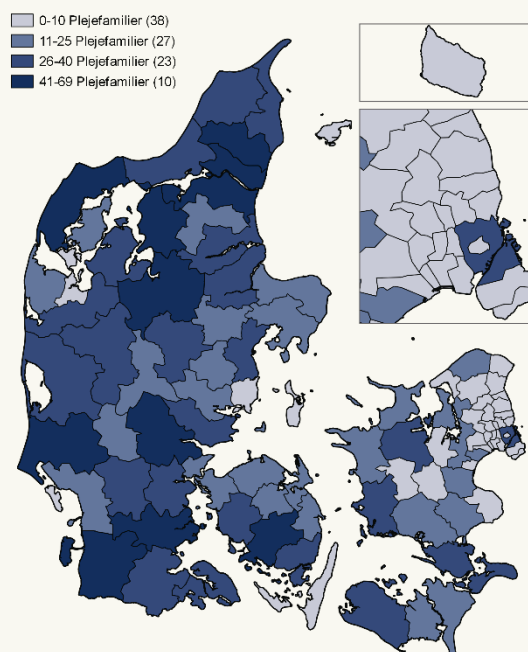 0-10 Plejefamilier (38)
11-25 Plejefamilier (27)
26-40 Plejefamilier (23)
41-69 Plejefamilier (10)